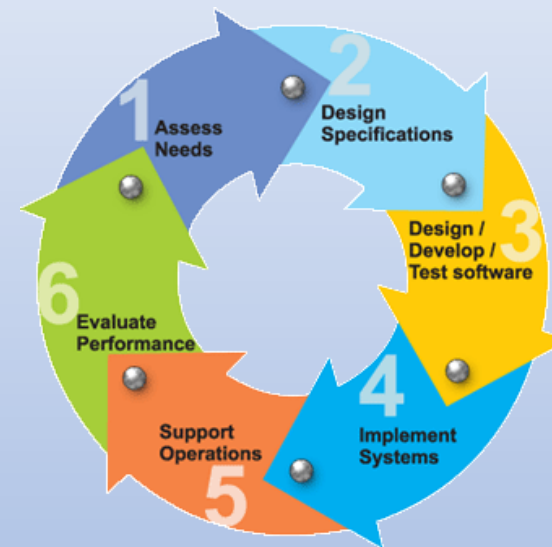 1
Assess
Needs
2
Design
Specifications
3
Design /
Develop /
Test software
4
Implement
Systems
5
Support
Operations
6
Evaluate
Performance